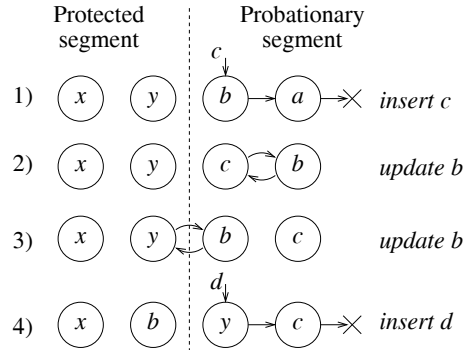 Protected segment
Probationary segment
c
1) x y b a insert c
2) x y c b update b
3) x y b c update b
d
4) x b y c insert d